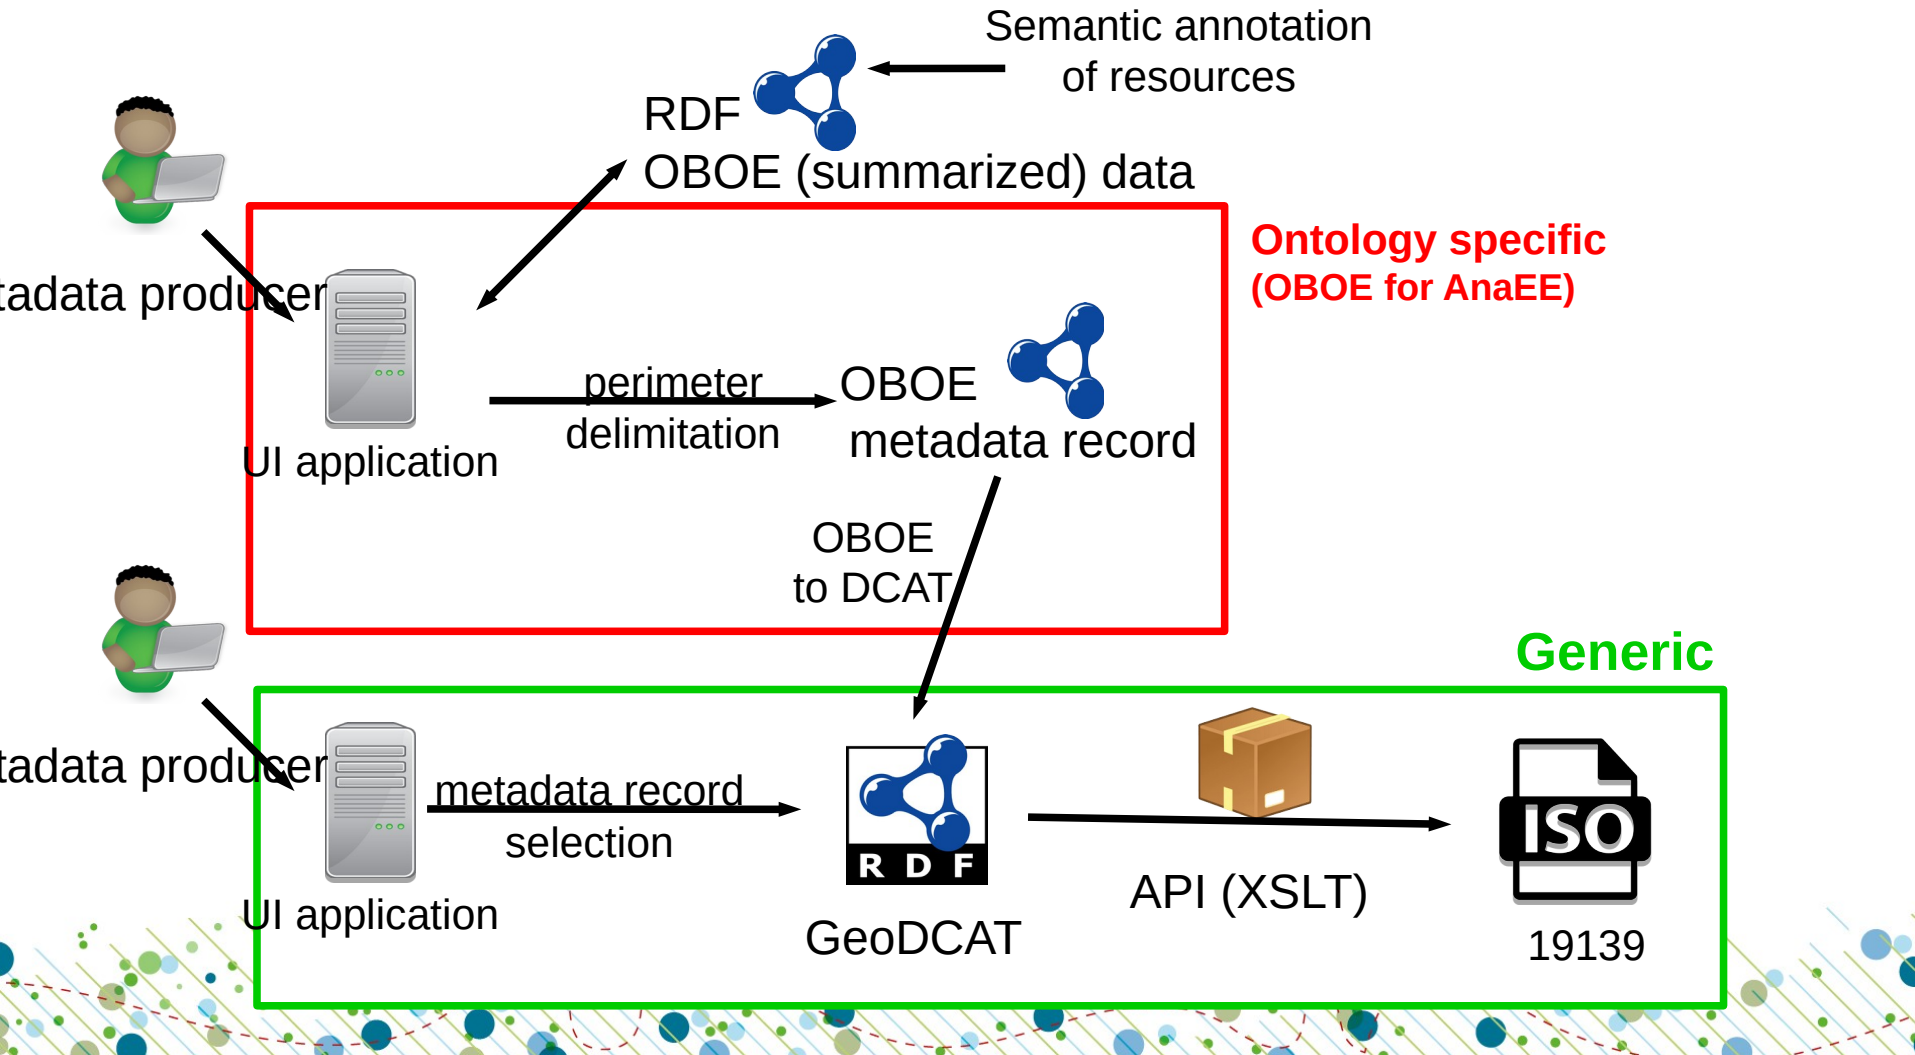 Semantic annotation
of resources
RDF
OBOE (summarized) data
Ontology specific
(OBOE for AnaEE)
tadata producer
perimeter
delimitation
OBOE
metadata record
UI application
OBOE
to DCAT
Generic
tadata producer
metadata record
selection
RDF
ISO
API (XSLT)
UI application
GeoDCAT
19139